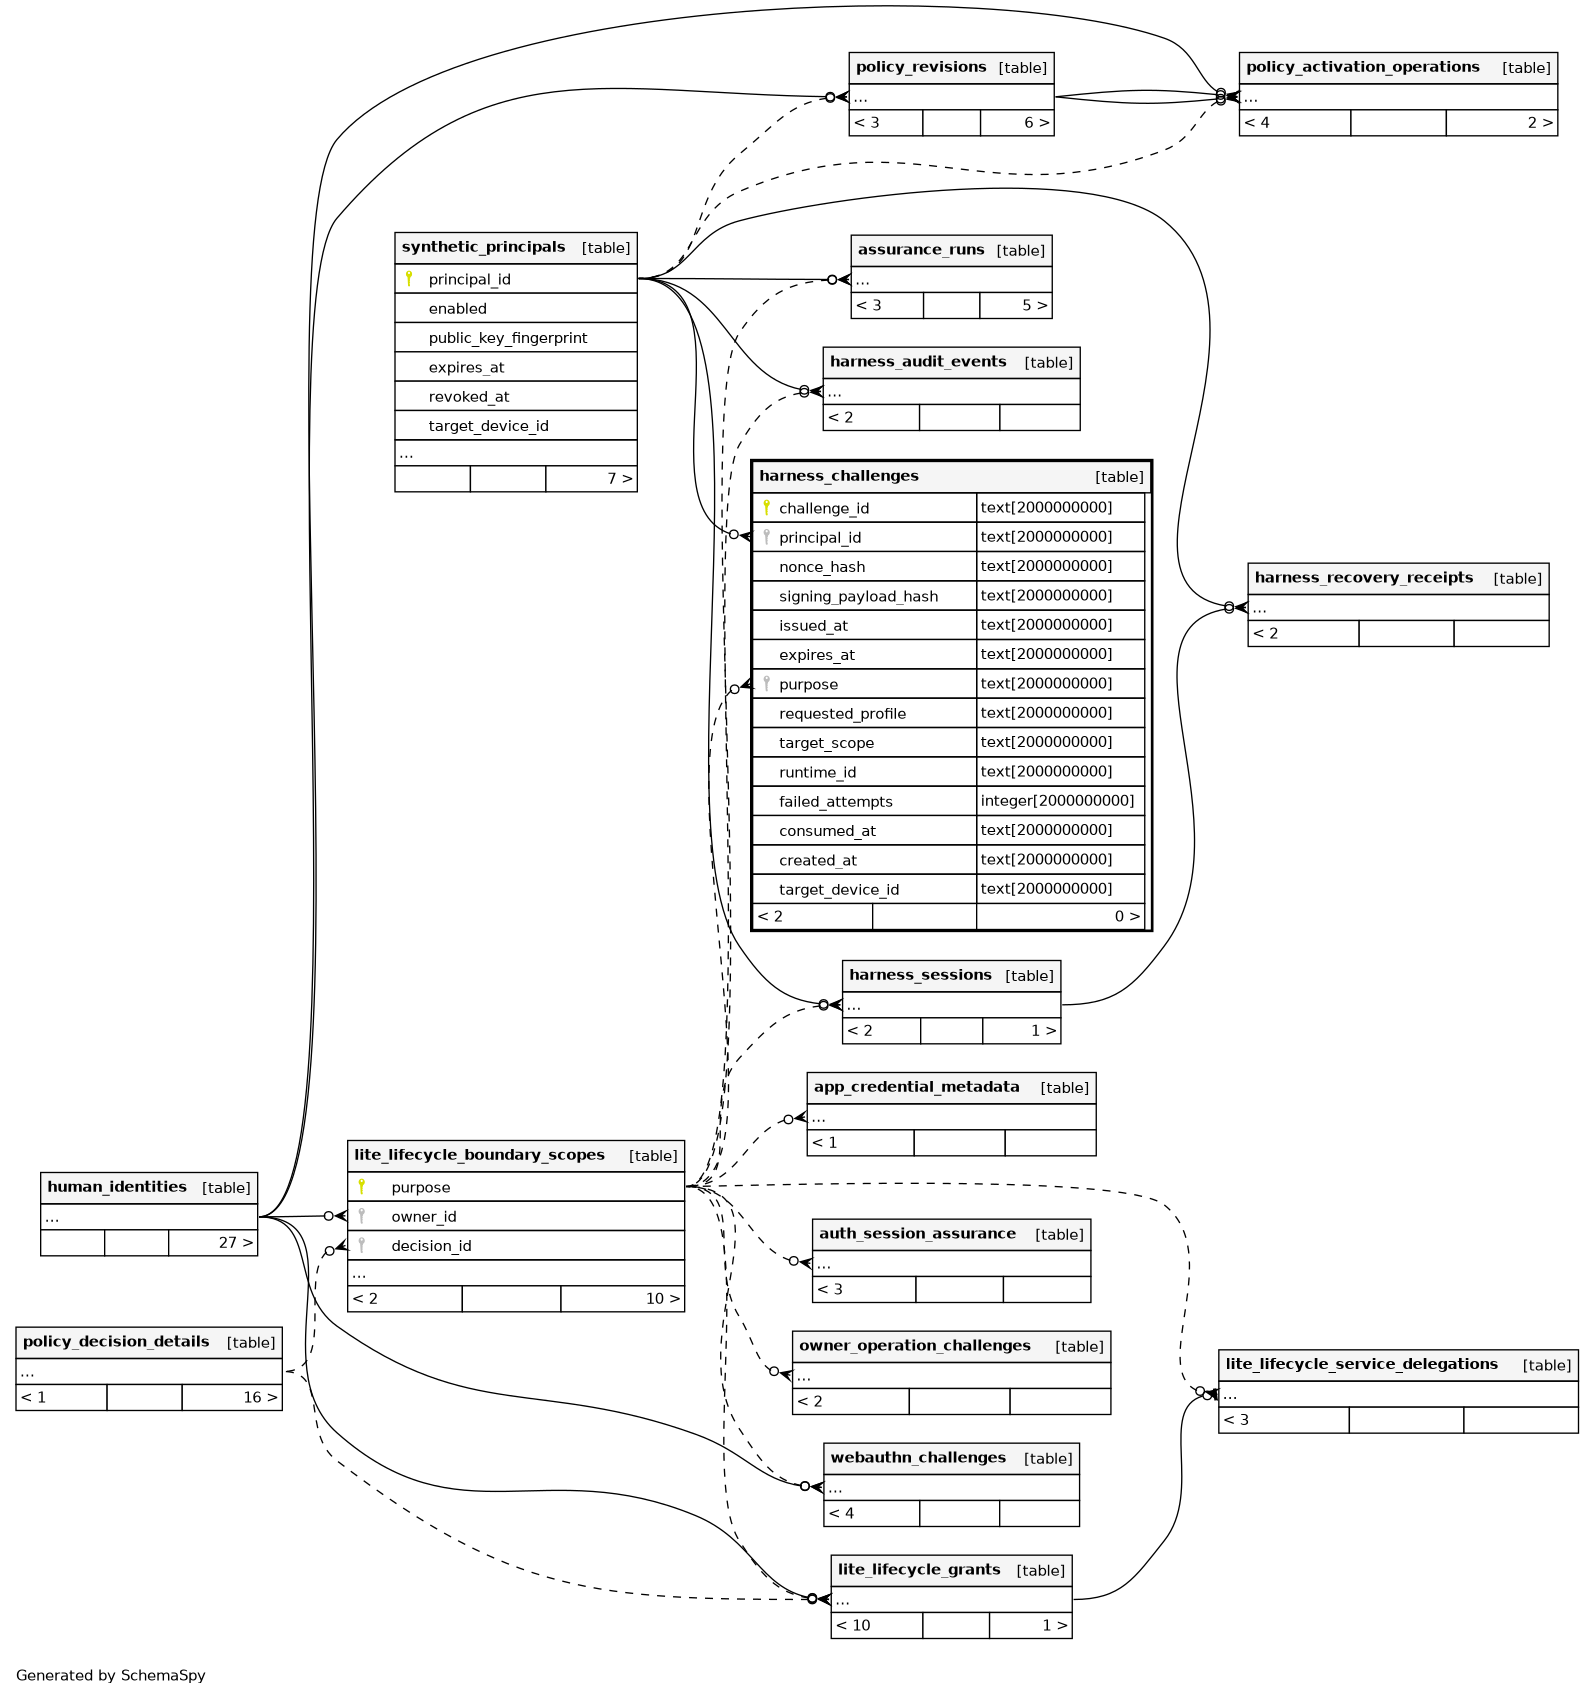 policy_revisions [table]
...
< 3 6 >
policy_activation_operations [table]
...
< 4 2 >
synthetic_principals [table]
principal_id
enabled
public_key_fingerprint
expires_at
revoked_at
target_device_id
...
7 >
assurance_runs [table]
...
< 3 5 >
harness_audit_events [table]
...
< 2
harness_challenges [table]
challenge_id text[2000000000]
principal_id text[2000000000]
nonce_hash text[2000000000]
signing_payload_hash text[2000000000]
issued_at text[2000000000]
expires_at text[2000000000]
purpose text[2000000000]
requested_profile text[2000000000]
target_scope text[2000000000]
runtime_id text[2000000000]
failed_attempts integer[2000000000]
consumed_at text[2000000000]
created_at text[2000000000]
target_device_id text[2000000000]
< 2 0 >
harness_recovery_receipts [table]
...
< 2
harness_sessions [table]
...
< 2 1 >
app_credential_metadata [table]
...
< 1
lite_lifecycle_boundary_scopes [table]
purpose
owner_id
decision_id
...
< 2 10 >
human_identities [table]
...
27 >
auth_session_assurance [table]
...
< 3
policy_decision_details [table]
...
< 1 16 >
owner_operation_challenges [table]
...
< 2
lite_lifecycle_service_delegations [table]
...
< 3
webauthn_challenges [table]
...
< 4
lite_lifecycle_grants [table]
...
< 10 1 >
Generated by SchemaSpy